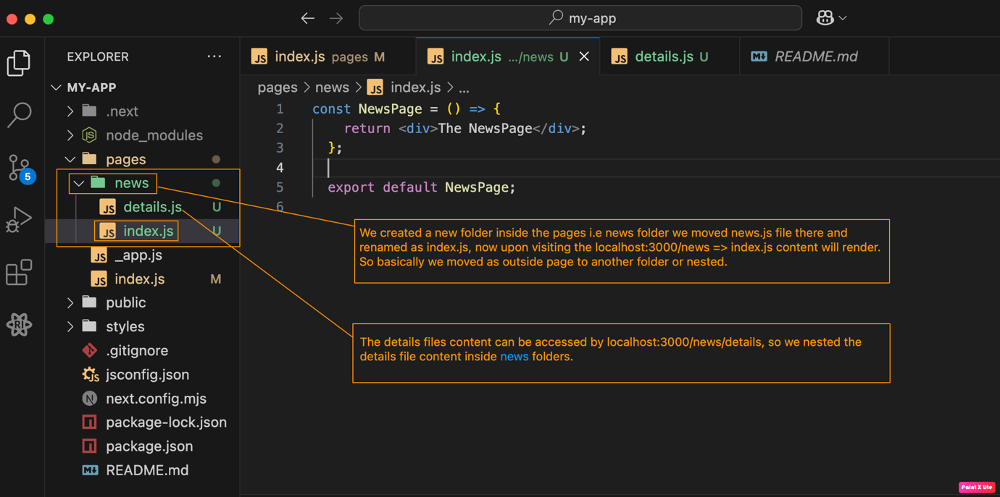 my-app
EXPLORER
MY-APP
.next
node_modules
pages
news
details.js U
index.js U
_app.js
index.js M
public
styles
.gitignore
jsconfig.json
next.config.mjs
package-lock.json
package.json
README.md
5
JS index.js pages M
JS index.js .../news U
JS details.js U
README.md
pages > news > JS index.js > ...
1 const NewsPage = () => {
2 return <div>The NewsPage</div>;
3 };
4
5 export default NewsPage;
6
We created a new folder inside the pages i.e news folder we moved news.js file there and
renamed as index.js, now upon visiting the localhost:3000/news => index.js content will render.
So basically we moved as outside page to another folder or nested.
The details files content can be accessed by localhost:3000/news/details, so we nested the
details file content inside news folders.
Paint X lite